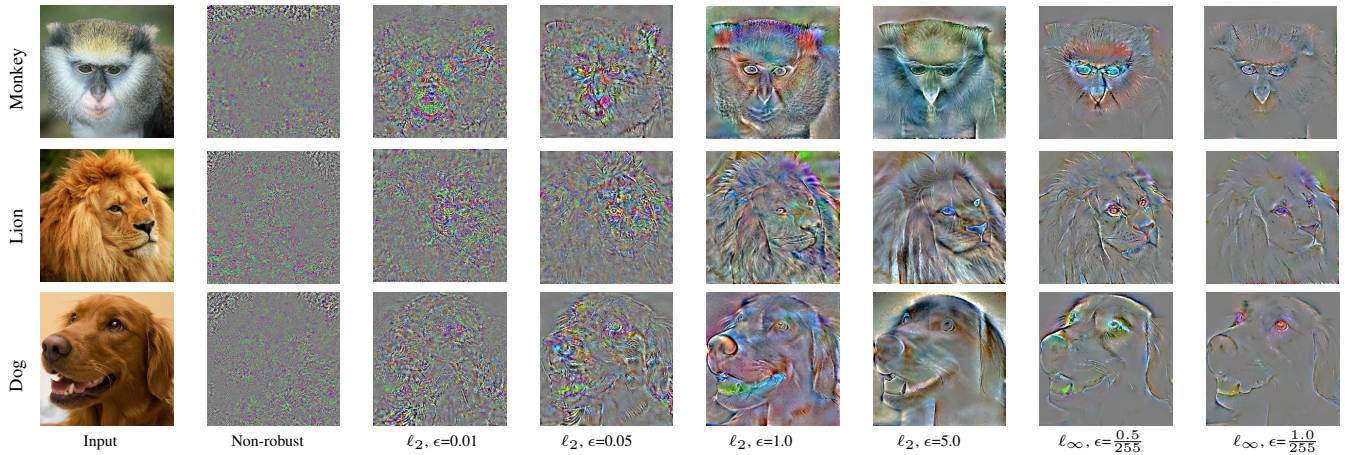 Monkey
Lion
Dog
Input Non-robust ℓ₂, ϵ=0.01 ℓ₂, ϵ=0.05 ℓ₂, ϵ=1.0 ℓ₂, ϵ=5.0 ℓ∞, ϵ=0.5/255 ℓ∞, ϵ=1.0/255